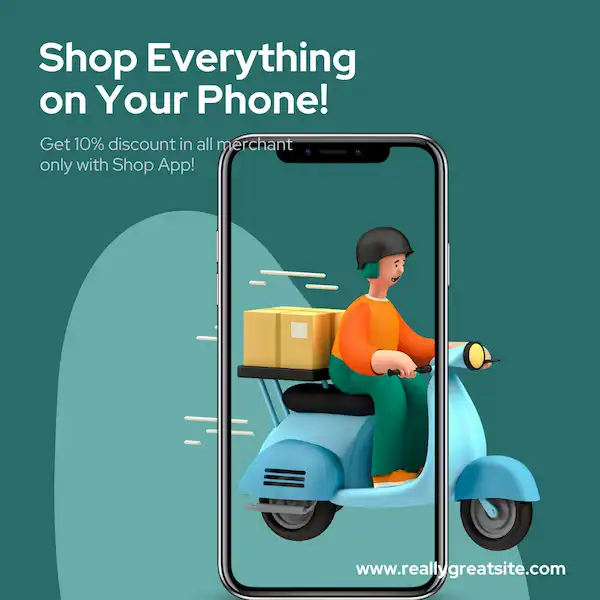 Shop Everything
on Your Phone!
Get 10% discount in all merchant
only with Shop App!
www.reallygreatsite.com